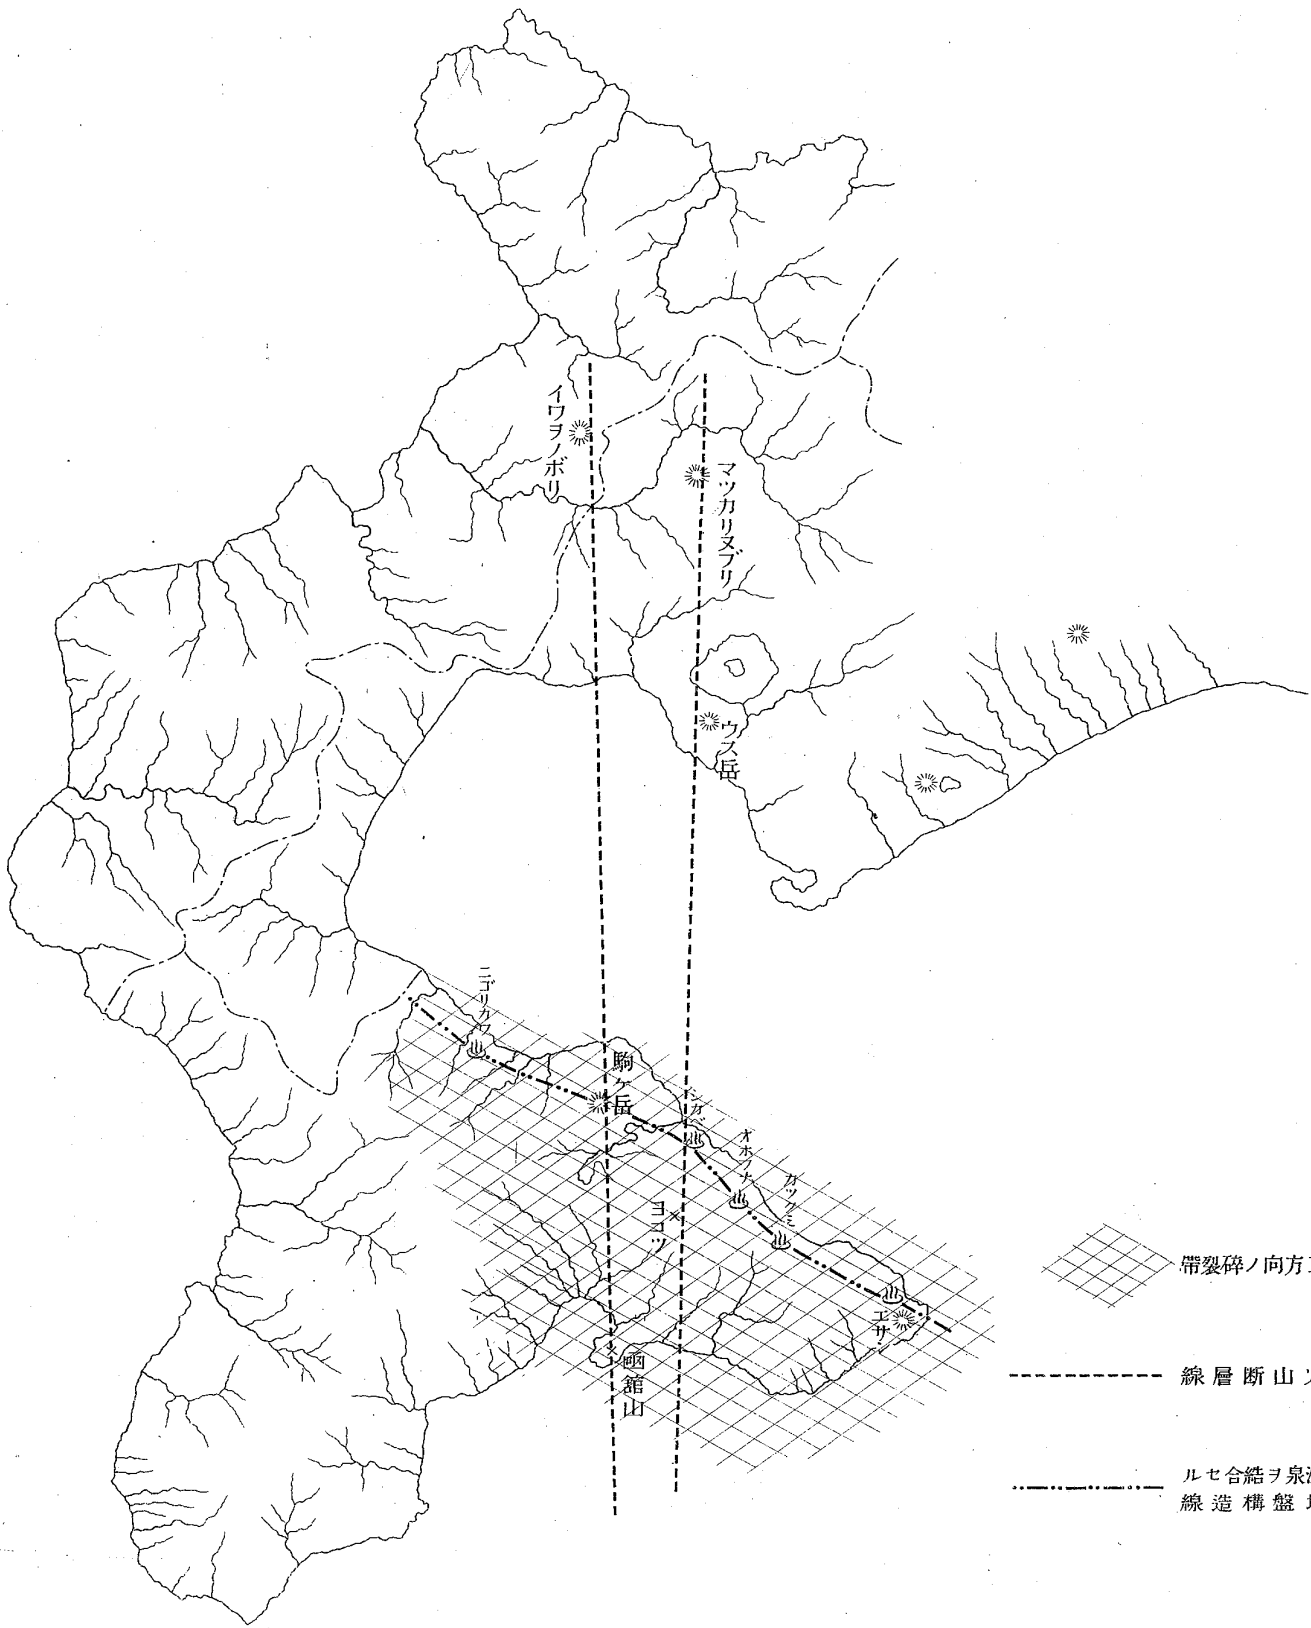 イワヲノボリ
マツカリヌブリ
ウス岳
ニゴリカワ
駒ヶ岳
シカベ
オホフナ
カックミ
ヨコツ
エサン
函舘山
帶裂碎ノ向方
線層断山
ルセ合結ヲ泉
線造構盤